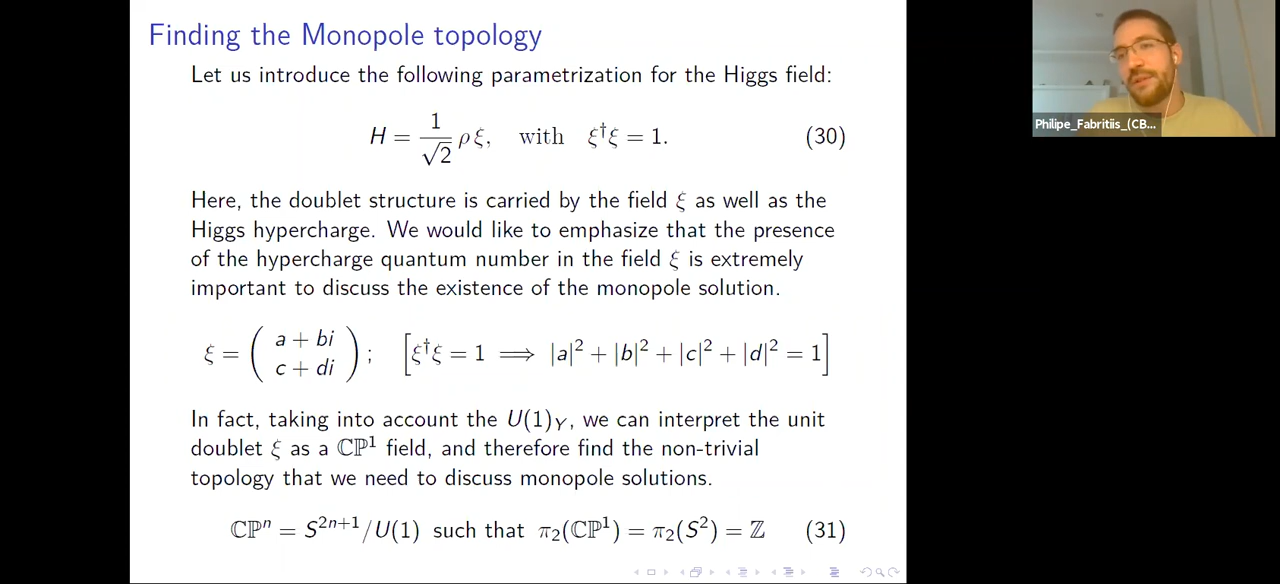 Finding the Monopole topology
Let us introduce the following parametrization for the Higgs field:
H = 1/√2 ρ ξ, with ξ†ξ = 1. (30)
Here, the doublet structure is carried by the field ξ as well as the
Higgs hypercharge. We would like to emphasize that the presence
of the hypercharge quantum number in the field ξ is extremely
important to discuss the existence of the monopole solution.
ξ = ( a + bi
c + di ) ; [ξ†ξ = 1 ⟹ |a|² + |b|² + |c|² + |d|² = 1]
In fact, taking into account the U(1)_Y, we can interpret the unit
doublet ξ as a ℂℙ¹ field, and therefore find the non-trivial
topology that we need to discuss monopole solutions.
ℂℙⁿ = S²ⁿ⁺¹/U(1) such that π₂(ℂℙ¹) = π₂(S²) = ℤ (31)
Philipe_Fabritiis_(CB...